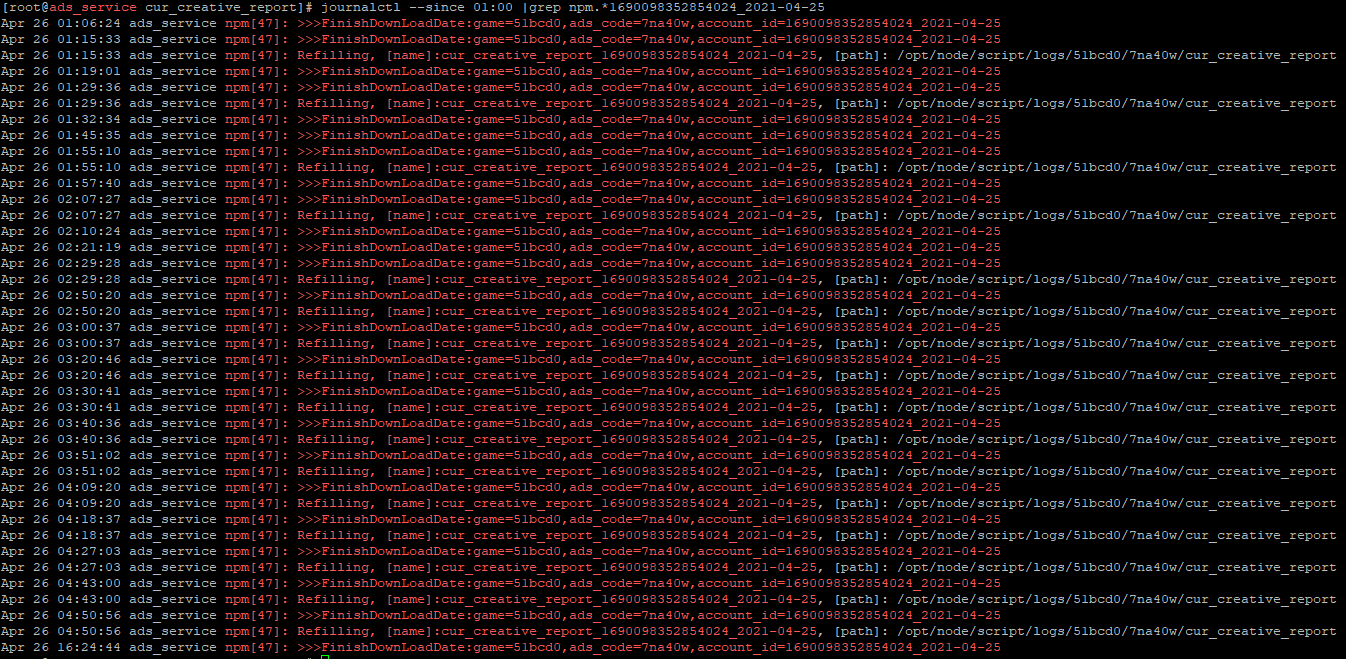 [root@ads_service cur_creative_report]# journalctl --since 01:00 |grep npm.*1690098352854024_2021-04-25
Apr 26 01:06:24 ads_service npm[47]: >>>FinishDownLoadDate:game=51bcd0,ads_code=7na40w,account_id=1690098352854024_2021-04-25
Apr 26 01:15:33 ads_service npm[47]: >>>FinishDownLoadDate:game=51bcd0,ads_code=7na40w,account_id=1690098352854024_2021-04-25
Apr 26 01:15:33 ads_service npm[47]: Refilling, [name]:cur_creative_report_1690098352854024_2021-04-25, [path]: /opt/node/script/logs/51bcd0/7na40w/cur_creative_report
Apr 26 01:19:01 ads_service npm[47]: >>>FinishDownLoadDate:game=51bcd0,ads_code=7na40w,account_id=1690098352854024_2021-04-25
Apr 26 01:29:36 ads_service npm[47]: >>>FinishDownLoadDate:game=51bcd0,ads_code=7na40w,account_id=1690098352854024_2021-04-25
Apr 26 01:29:36 ads_service npm[47]: Refilling, [name]:cur_creative_report_1690098352854024_2021-04-25, [path]: /opt/node/script/logs/51bcd0/7na40w/cur_creative_report
Apr 26 01:32:34 ads_service npm[47]: >>>FinishDownLoadDate:game=51bcd0,ads_code=7na40w,account_id=1690098352854024_2021-04-25
Apr 26 01:45:35 ads_service npm[47]: >>>FinishDownLoadDate:game=51bcd0,ads_code=7na40w,account_id=1690098352854024_2021-04-25
Apr 26 01:55:10 ads_service npm[47]: >>>FinishDownLoadDate:game=51bcd0,ads_code=7na40w,account_id=1690098352854024_2021-04-25
Apr 26 01:55:10 ads_service npm[47]: Refilling, [name]:cur_creative_report_1690098352854024_2021-04-25, [path]: /opt/node/script/logs/51bcd0/7na40w/cur_creative_report
Apr 26 01:57:40 ads_service npm[47]: >>>FinishDownLoadDate:game=51bcd0,ads_code=7na40w,account_id=1690098352854024_2021-04-25
Apr 26 02:07:27 ads_service npm[47]: >>>FinishDownLoadDate:game=51bcd0,ads_code=7na40w,account_id=1690098352854024_2021-04-25
Apr 26 02:07:27 ads_service npm[47]: Refilling, [name]:cur_creative_report_1690098352854024_2021-04-25, [path]: /opt/node/script/logs/51bcd0/7na40w/cur_creative_report
Apr 26 02:10:24 ads_service npm[47]: >>>FinishDownLoadDate:game=51bcd0,ads_code=7na40w,account_id=1690098352854024_2021-04-25
Apr 26 02:21:19 ads_service npm[47]: >>>FinishDownLoadDate:game=51bcd0,ads_code=7na40w,account_id=1690098352854024_2021-04-25
Apr 26 02:29:28 ads_service npm[47]: >>>FinishDownLoadDate:game=51bcd0,ads_code=7na40w,account_id=1690098352854024_2021-04-25
Apr 26 02:29:28 ads_service npm[47]: Refilling, [name]:cur_creative_report_1690098352854024_2021-04-25, [path]: /opt/node/script/logs/51bcd0/7na40w/cur_creative_report
Apr 26 02:50:20 ads_service npm[47]: >>>FinishDownLoadDate:game=51bcd0,ads_code=7na40w,account_id=1690098352854024_2021-04-25
Apr 26 02:50:20 ads_service npm[47]: Refilling, [name]:cur_creative_report_1690098352854024_2021-04-25, [path]: /opt/node/script/logs/51bcd0/7na40w/cur_creative_report
Apr 26 03:00:37 ads_service npm[47]: >>>FinishDownLoadDate:game=51bcd0,ads_code=7na40w,account_id=1690098352854024_2021-04-25
Apr 26 03:00:37 ads_service npm[47]: Refilling, [name]:cur_creative_report_1690098352854024_2021-04-25, [path]: /opt/node/script/logs/51bcd0/7na40w/cur_creative_report
Apr 26 03:20:46 ads_service npm[47]: >>>FinishDownLoadDate:game=51bcd0,ads_code=7na40w,account_id=1690098352854024_2021-04-25
Apr 26 03:20:46 ads_service npm[47]: Refilling, [name]:cur_creative_report_1690098352854024_2021-04-25, [path]: /opt/node/script/logs/51bcd0/7na40w/cur_creative_report
Apr 26 03:30:41 ads_service npm[47]: >>>FinishDownLoadDate:game=51bcd0,ads_code=7na40w,account_id=1690098352854024_2021-04-25
Apr 26 03:30:41 ads_service npm[47]: Refilling, [name]:cur_creative_report_1690098352854024_2021-04-25, [path]: /opt/node/script/logs/51bcd0/7na40w/cur_creative_report
Apr 26 03:40:36 ads_service npm[47]: >>>FinishDownLoadDate:game=51bcd0,ads_code=7na40w,account_id=1690098352854024_2021-04-25
Apr 26 03:40:36 ads_service npm[47]: Refilling, [name]:cur_creative_report_1690098352854024_2021-04-25, [path]: /opt/node/script/logs/51bcd0/7na40w/cur_creative_report
Apr 26 03:51:02 ads_service npm[47]: >>>FinishDownLoadDate:game=51bcd0,ads_code=7na40w,account_id=1690098352854024_2021-04-25
Apr 26 03:51:02 ads_service npm[47]: Refilling, [name]:cur_creative_report_1690098352854024_2021-04-25, [path]: /opt/node/script/logs/51bcd0/7na40w/cur_creative_report
Apr 26 04:09:20 ads_service npm[47]: >>>FinishDownLoadDate:game=51bcd0,ads_code=7na40w,account_id=1690098352854024_2021-04-25
Apr 26 04:09:20 ads_service npm[47]: Refilling, [name]:cur_creative_report_1690098352854024_2021-04-25, [path]: /opt/node/script/logs/51bcd0/7na40w/cur_creative_report
Apr 26 04:18:37 ads_service npm[47]: >>>FinishDownLoadDate:game=51bcd0,ads_code=7na40w,account_id=1690098352854024_2021-04-25
Apr 26 04:18:37 ads_service npm[47]: Refilling, [name]:cur_creative_report_1690098352854024_2021-04-25, [path]: /opt/node/script/logs/51bcd0/7na40w/cur_creative_report
Apr 26 04:27:03 ads_service npm[47]: >>>FinishDownLoadDate:game=51bcd0,ads_code=7na40w,account_id=1690098352854024_2021-04-25
Apr 26 04:27:03 ads_service npm[47]: Refilling, [name]:cur_creative_report_1690098352854024_2021-04-25, [path]: /opt/node/script/logs/51bcd0/7na40w/cur_creative_report
Apr 26 04:43:00 ads_service npm[47]: >>>FinishDownLoadDate:game=51bcd0,ads_code=7na40w,account_id=1690098352854024_2021-04-25
Apr 26 04:43:00 ads_service npm[47]: Refilling, [name]:cur_creative_report_1690098352854024_2021-04-25, [path]: /opt/node/script/logs/51bcd0/7na40w/cur_creative_report
Apr 26 04:50:56 ads_service npm[47]: >>>FinishDownLoadDate:game=51bcd0,ads_code=7na40w,account_id=1690098352854024_2021-04-25
Apr 26 04:50:56 ads_service npm[47]: Refilling, [name]:cur_creative_report_1690098352854024_2021-04-25, [path]: /opt/node/script/logs/51bcd0/7na40w/cur_creative_report
Apr 26 16:24:44 ads_service npm[47]: >>>FinishDownLoadDate:game=51bcd0,ads_code=7na40w,account_id=1690098352854024_2021-04-25